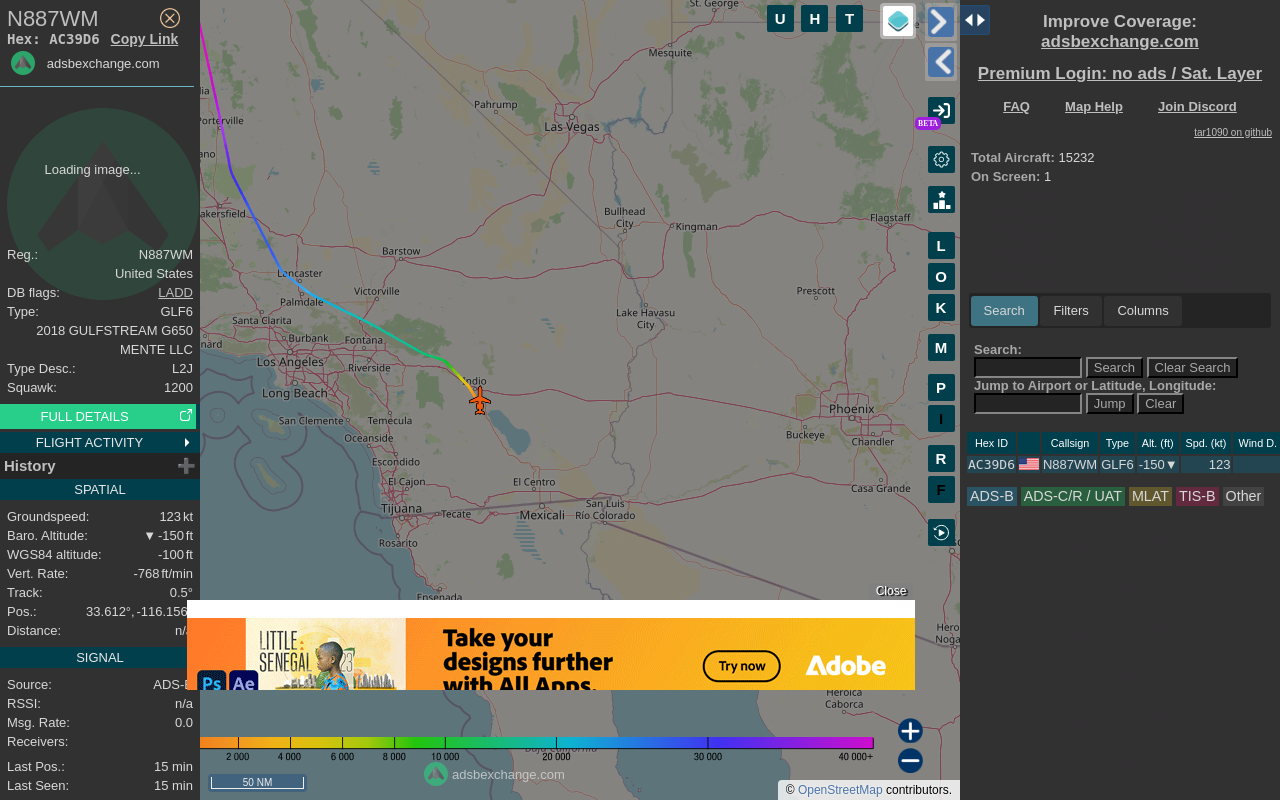 N887WM
Hex: AC39D6 Copy Link
adsbexchange.com
Loading image...
Reg.: N887WM
United States
DB flags: LADD
Type: GLF6
2018 GULFSTREAM G650
MENTE LLC
Type Desc.: L2J
Squawk: 1200
FULL DETAILS
FLIGHT ACTIVITY
History
SPATIAL
Groundspeed: 123 kt
Baro. Altitude: ▼ -150 ft
WGS84 altitude: -100 ft
Vert. Rate: -768 ft/min
Track: 0.5°
Pos.: 33.612°, -116.156
Distance: n/
SIGNAL
Source: ADS-
RSSI: n/a
Msg. Rate: 0.0
Receivers:
Last Pos.: 15 min
Last Seen: 15 min
St. George
Mesquite
Pahrump
Las Vegas
alia
Porterville
ano
akersfield
Bullhead
City
Kingman
Flagstaff
Barstow
Lancaster
Victorville
Palmdale
Prescott
Santa Clarita
Lake Havasu
City
nard
Burbank
Fontana
Los Angeles
Riverside
Indio
Long Beach
San Clemente
Temecula
Phoenix
Buckeye
Chandler
Oceanside
Escondido
El Cajon
El Centro
Casa Grande
Tijuana
Tecate
Mexicali
San Luis
Río Colorado
Rosarito
Ensenada
Hero
Noga
Heroica
Caborca
Baja California
U H T
BETA
L
O
K
M
P
I
R
F
Close
LITTLE
SENEGAL
23
Ps Ae
Take your
designs further
with All Apps.
Try now
Adobe
2 000 4 000 6 000 8 000 10 000 20 000 30 000 40 000+
adsbexchange.com
50 NM
© OpenStreetMap contributors.
Improve Coverage:
adsbexchange.com
Premium Login: no ads / Sat. Layer
FAQ Map Help Join Discord
tar1090 on github
Total Aircraft: 15232
On Screen: 1
Search Filters Columns
Search:
Search Clear Search
Jump to Airport or Latitude, Longitude:
Jump Clear
Hex ID Callsign Type Alt. (ft) Spd. (kt) Wind D.
AC39D6 N887WM GLF6 -150▼ 123
ADS-B ADS-C/R / UAT MLAT TIS-B Other